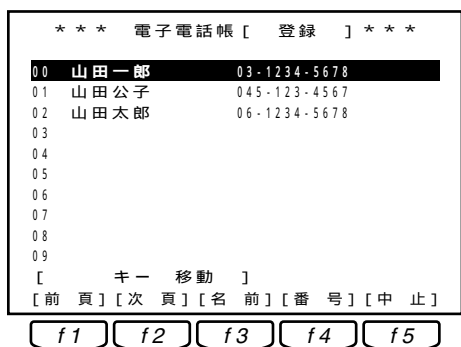 *** 電子電話帳[ 登録 ]***
00 山田一郎 03-1234-5678
01 山田公子 045-123-4567
02 山田太郎 06-1234-5678
03
04
05
06
07
08
09
[ キー 移動 ]
[前 頁][次 頁][名 前][番 号][中 止]
f1 f2 f3 f4 f5